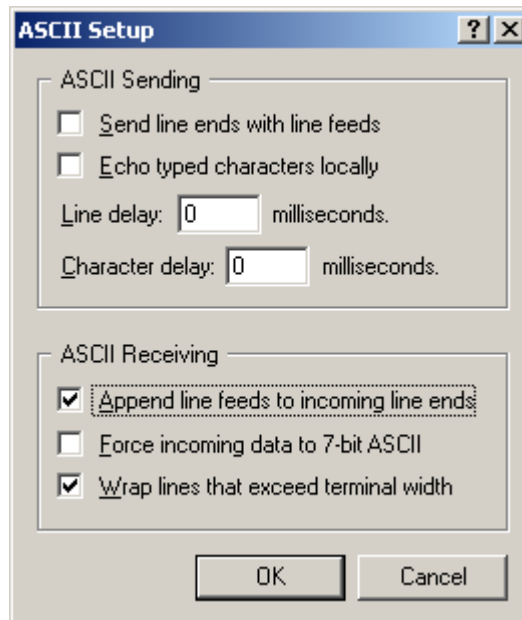 ASCII Setup
ASCII Sending
Send line ends with line feeds
Echo typed characters locally
Line delay: 0 milliseconds.
Character delay: 0 milliseconds.
ASCII Receiving
Append line feeds to incoming line ends
Force incoming data to 7-bit ASCII
Wrap lines that exceed terminal width
OK Cancel